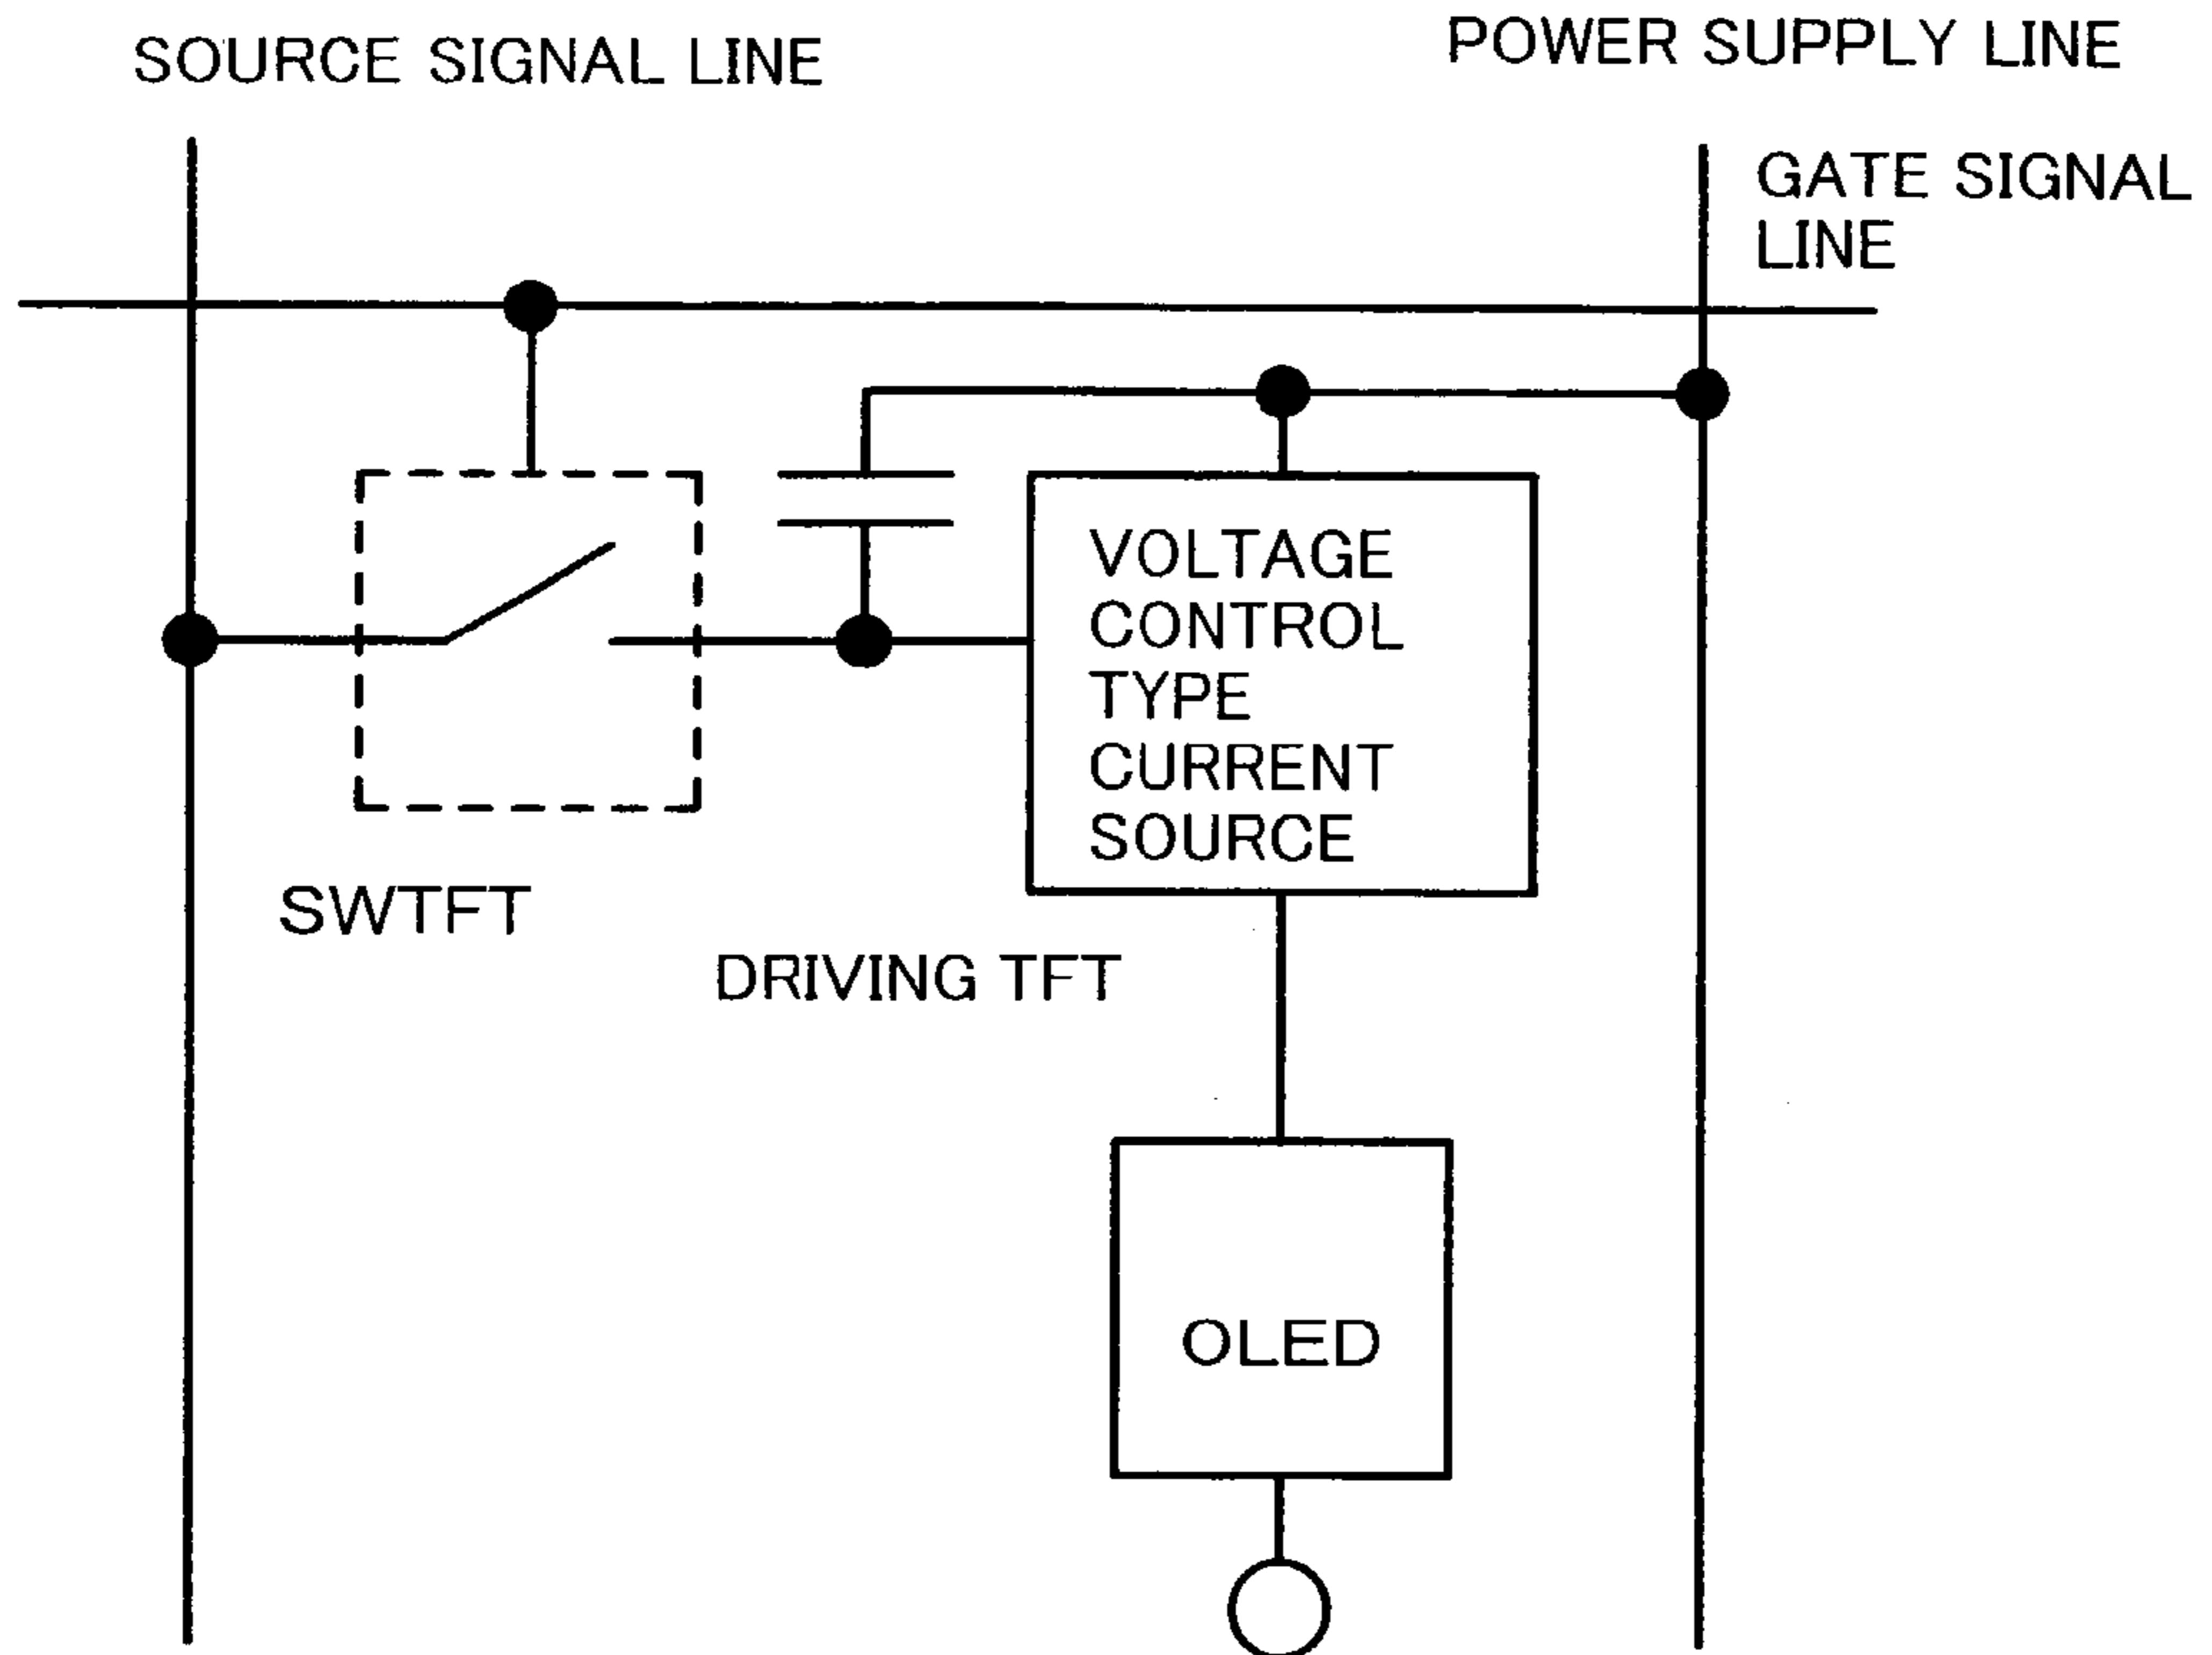 SOURCE SIGNAL LINE
POWER SUPPLY LINE
GATE SIGNAL
LINE
VOLTAGE
CONTROL
TYPE
CURRENT
SOURCE
SWTFT
DRIVING TFT
OLED